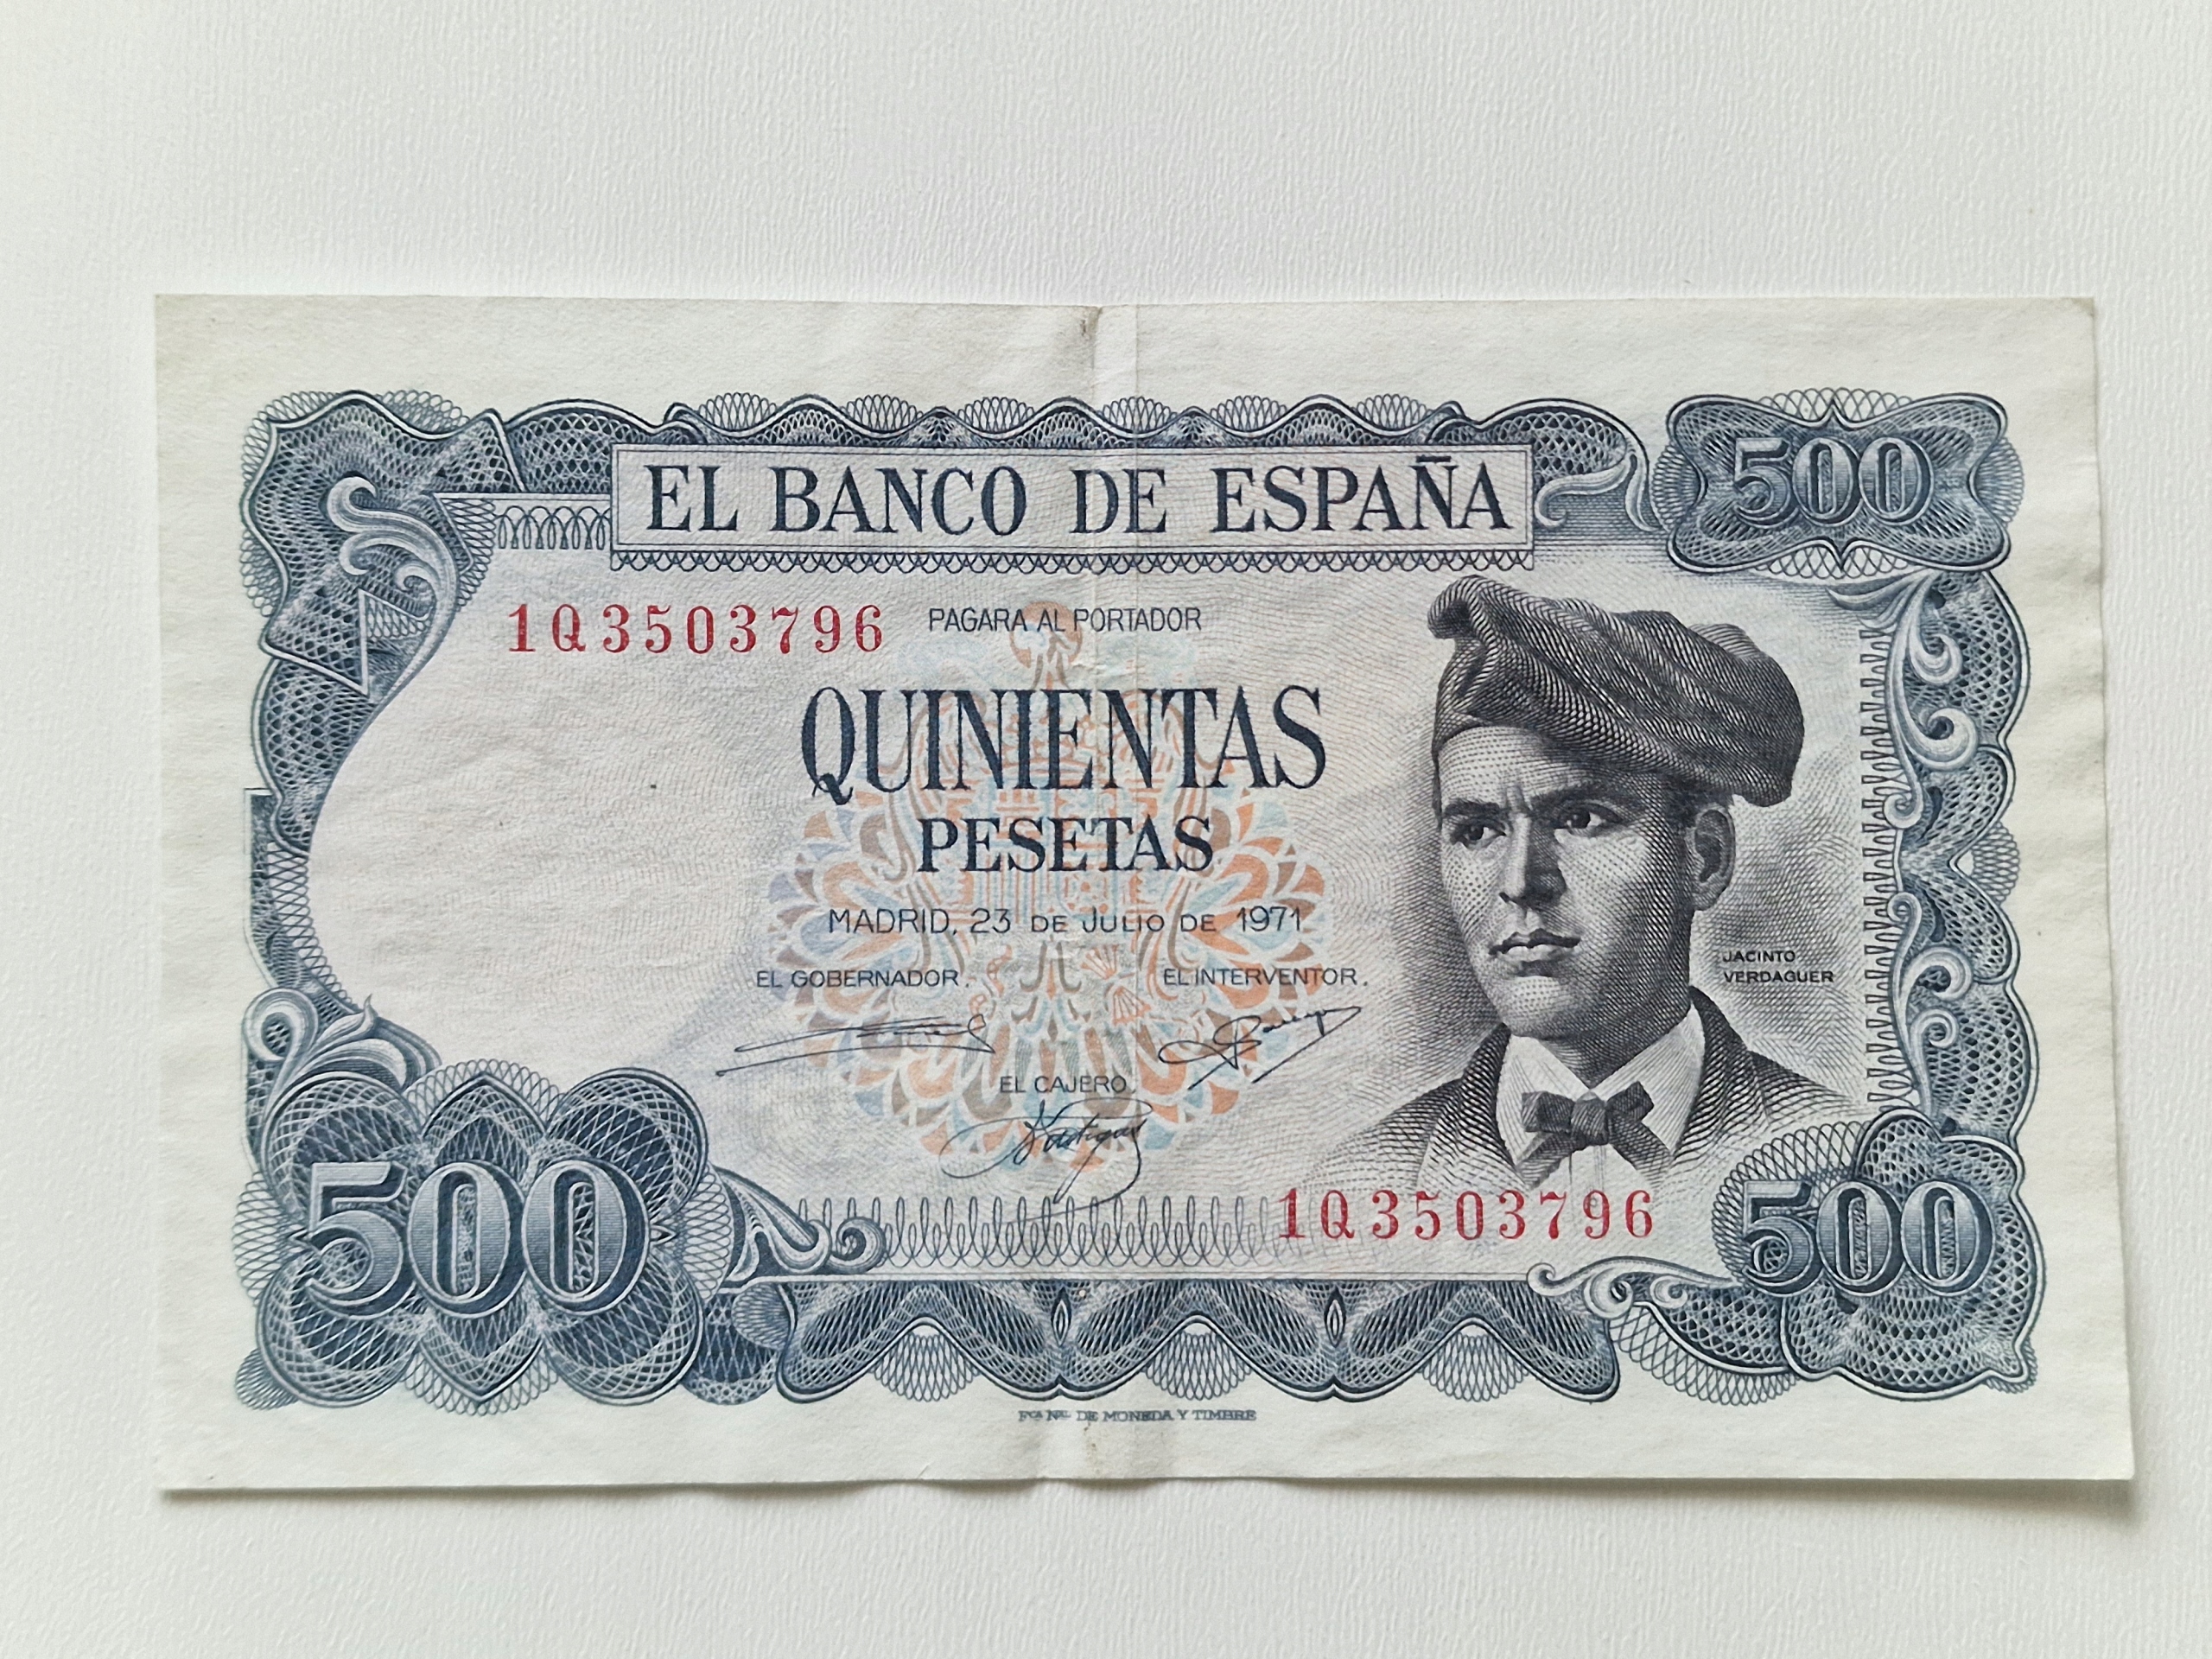 EL BANCO DE ESPAÑA
500
1Q3503796
PAGARA AL PORTADOR
QUINIENTAS
PESETAS
MADRID, 23 DE JULIO DE 1971
EL GOBERNADOR,
EL INTERVENTOR,
JACINTO
VERDAGUER
EL CAJERO,
1Q3503796
500
500
Fca. Nal. DE MONEDA Y TIMBRE